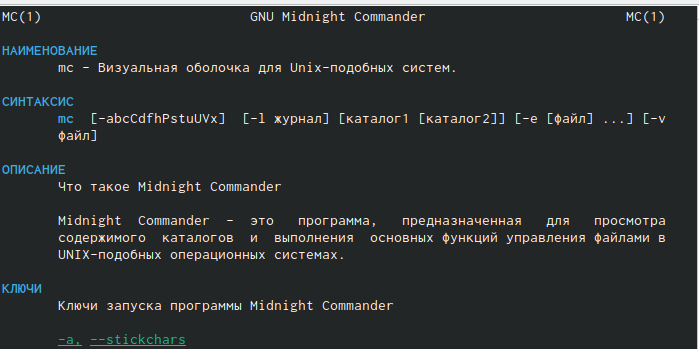 MC(1) GNU Midnight Commander MC(1)
НАИМЕНОВАНИЕ
mc - Визуальная оболочка для Unix-подобных систем.
СИНТАКСИС
mc [-abcCdfhPstuUVx] [-l журнал] [каталог1 [каталог2]] [-e [файл] ...] [-v
файл]
ОПИСАНИЕ
Что такое Midnight Commander
Midnight Commander - это программа, предназначенная для просмотра
содержимого каталогов и выполнения основных функций управления файлами в
UNIX-подобных операционных системах.
КЛЮЧИ
Ключи запуска программы Midnight Commander
-a, --stickchars